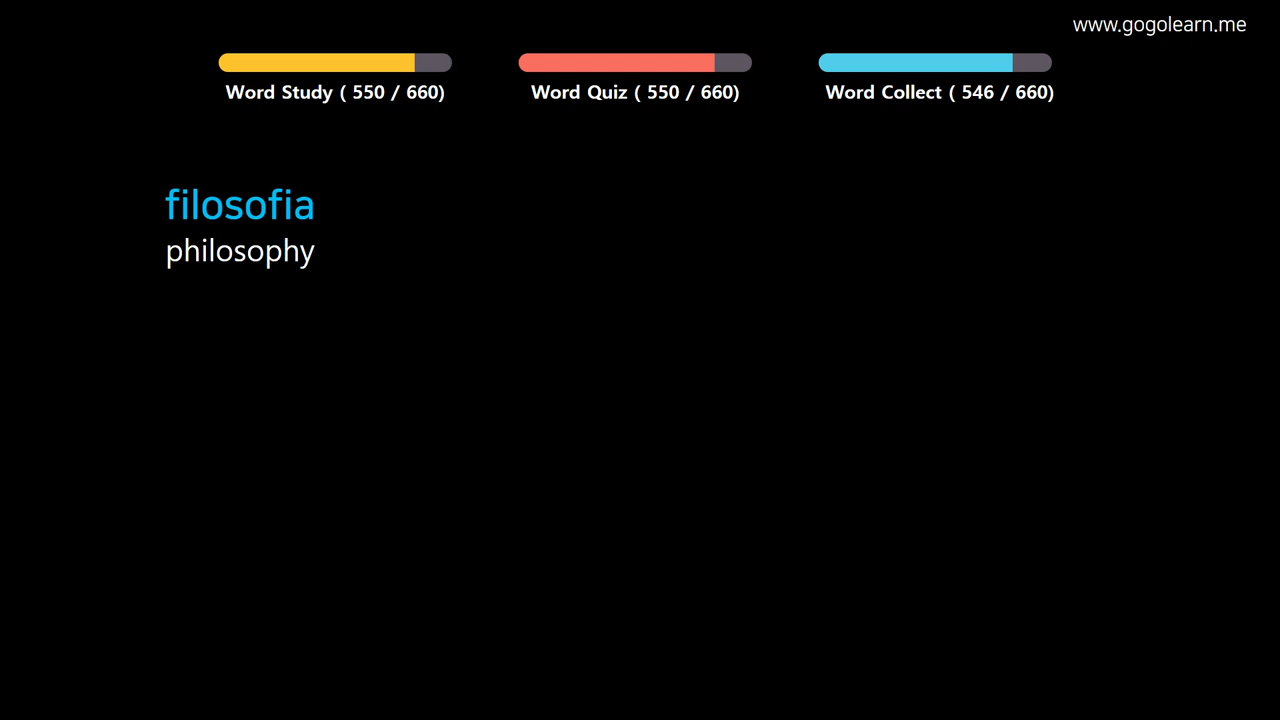 www.gogolearn.me
Word Study ( 550 / 660)
Word Quiz ( 550 / 660)
Word Collect ( 546 / 660)
filosofia
philosophy